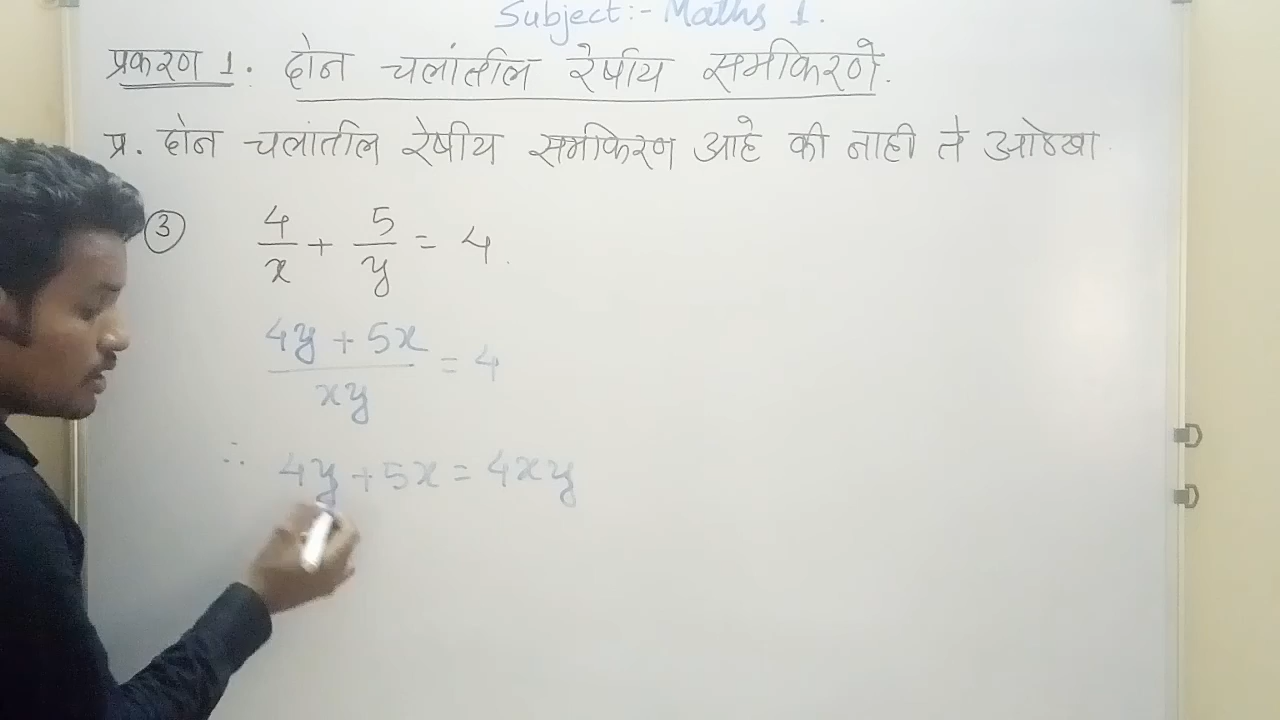 Subject:- Maths 1.
प्रकरण 1. दोन चलांतील रेषीय समीकरणे.
प्र. दोन चलांतील रेषीय समीकरण आहे की नाही ते ओळखा.
③ 4/x + 5/y = 4.
(4y + 5x)/xy = 4
∴ 4y + 5x = 4xy